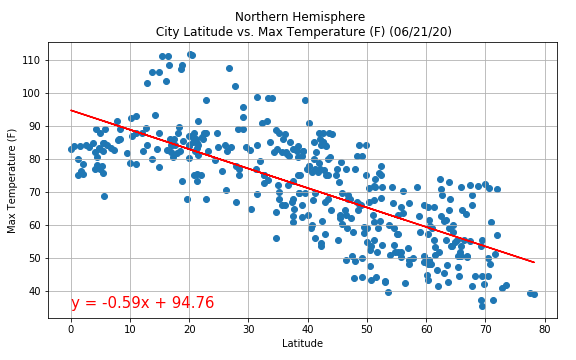 Northern Hemisphere
City Latitude vs. Max Temperature (F) (06/21/20)
Max Temperature (F)
110
100
90
80
70
60
50
40
y = -0.59x + 94.76
0 10 20 30 40 50 60 70 80
Latitude